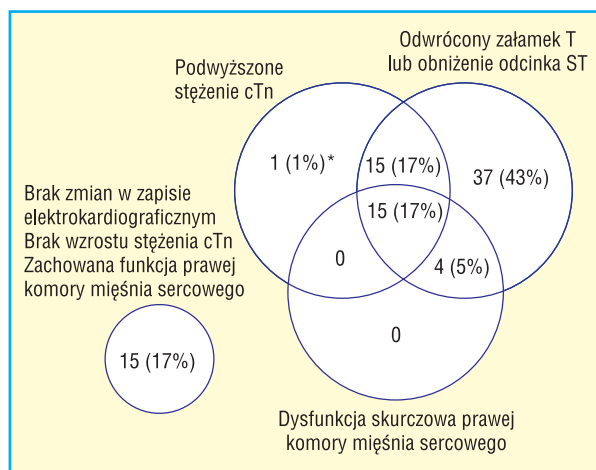 Odwrócony załamek T
lub obniżenie odcinka ST
Podwyższone
stężenie cTn
1 (1%)*
15 (17%)
37 (43%)
15 (17%)
0
4 (5%)
0
Brak zmian w zapisie
elektrokardiograficznym
Brak wzrostu stężenia cTn
Zachowana funkcja prawej
komory mięśnia sercowego
15 (17%)
Dysfunkcja skurczowa prawej
komory mięśnia sercowego